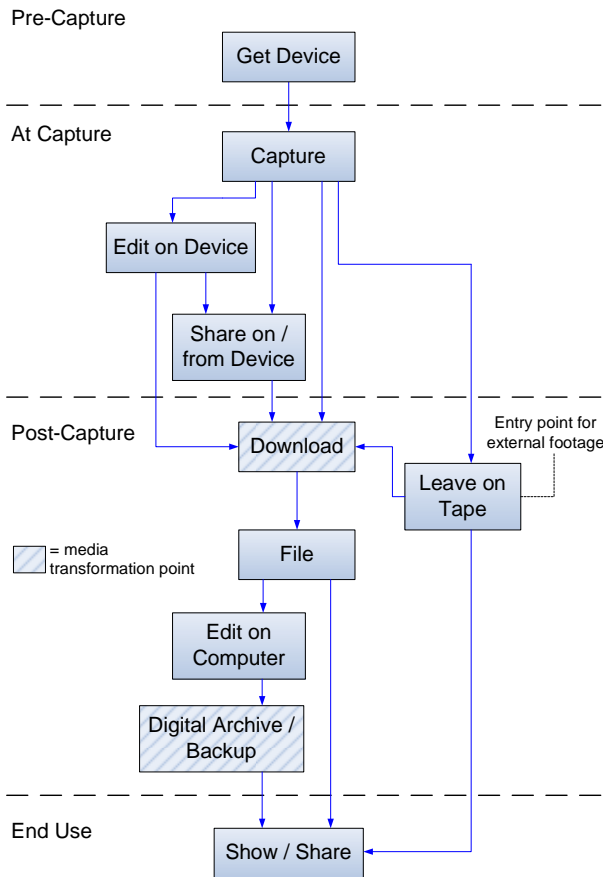 Pre-Capture
Get Device
At Capture
Capture
Edit on Device
Share on /
from Device
Post-Capture
Entry point for
external footage
Download
Leave on
Tape
= media
transformation point
File
Edit on
Computer
Digital Archive /
Backup
End Use
Show / Share